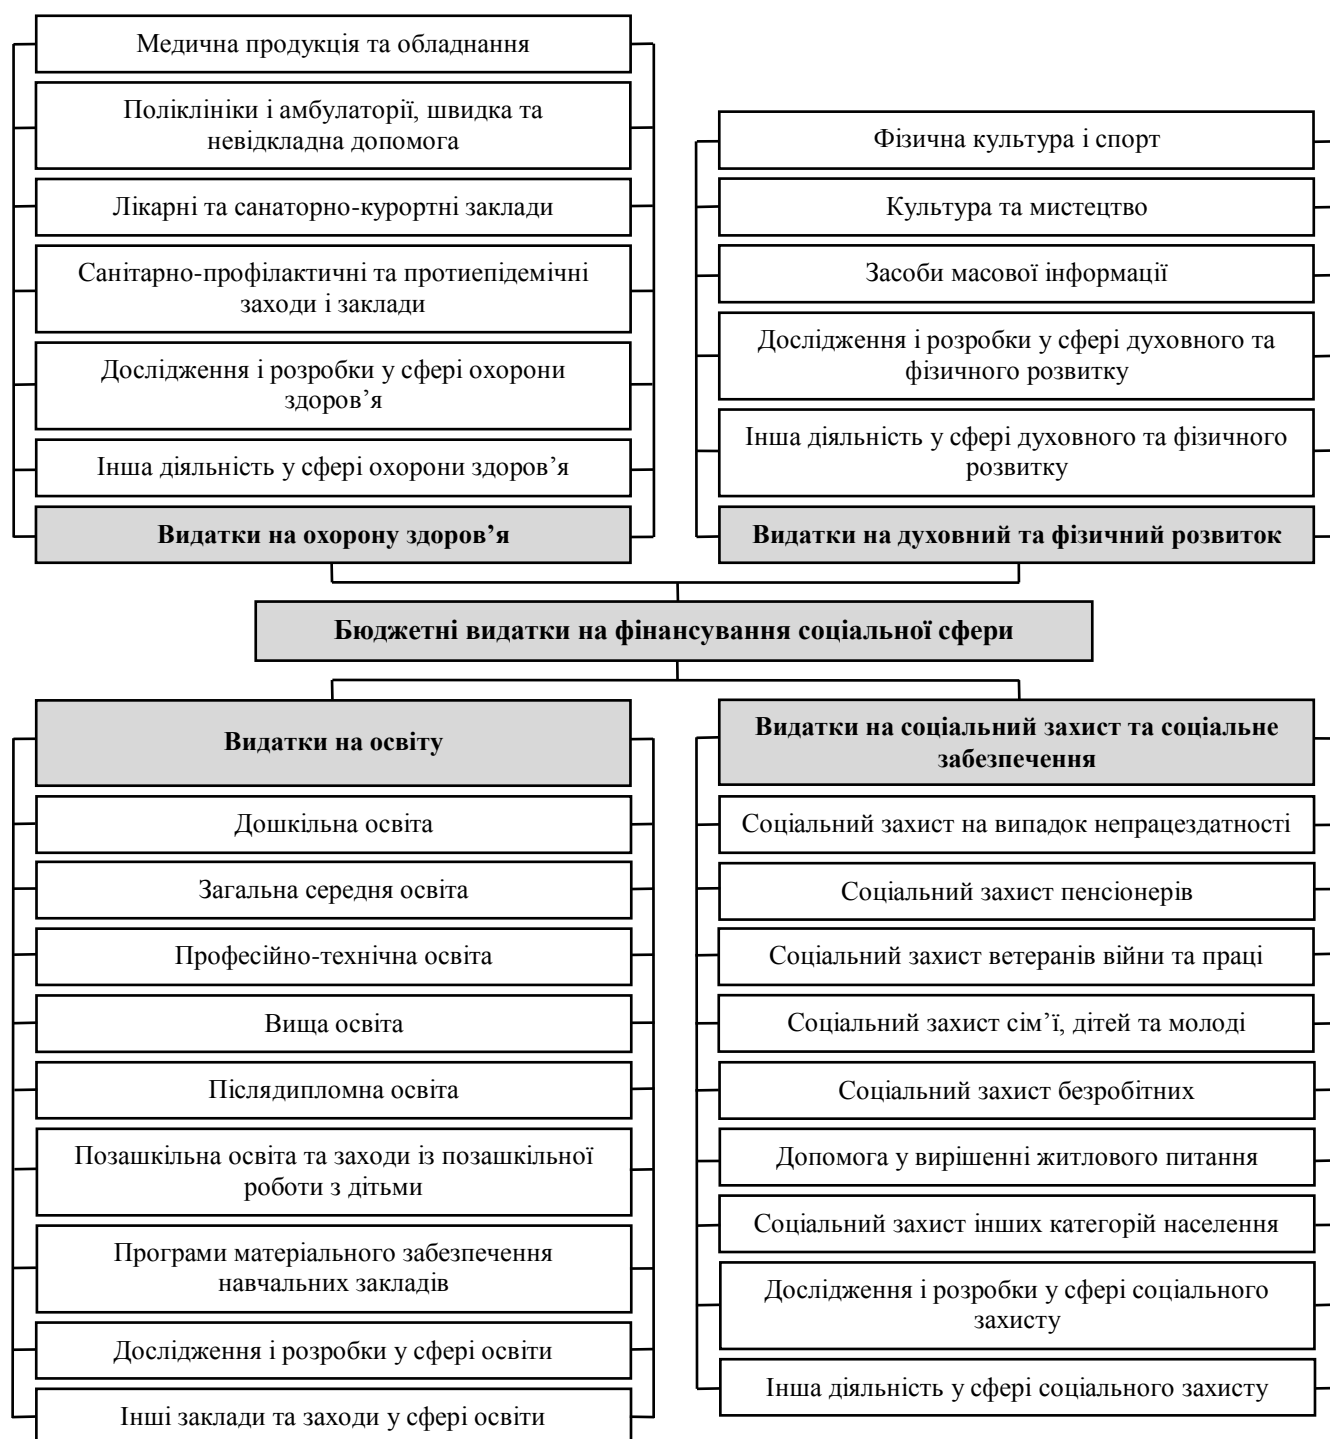 Медична продукція та обладнання
Поліклініки і амбулаторії, швидка та
невідкладна допомога
Лікарні та санаторно-курортні заклади
Санітарно-профілактичні та протиепідемічні
заходи і заклади
Дослідження і розробки у сфері охорони
здоров’я
Інша діяльність у сфері охорони здоров’я
Видатки на охорону здоров’я
Фізична культура і спорт
Культура та мистецтво
Засоби масової інформації
Дослідження і розробки у сфері духовного та
фізичного розвитку
Інша діяльність у сфері духовного та фізичного
розвитку
Видатки на духовний та фізичний розвиток
Бюджетні видатки на фінансування соціальної сфери
Видатки на освіту
Дошкільна освіта
Загальна середня освіта
Професійно-технічна освіта
Вища освіта
Післядипломна освіта
Позашкільна освіта та заходи із позашкільної
роботи з дітьми
Програми матеріального забезпечення
навчальних закладів
Дослідження і розробки у сфері освіти
Інші заклади та заходи у сфері освіти
Видатки на соціальний захист та соціальне
забезпечення
Соціальний захист на випадок непрацездатності
Соціальний захист пенсіонерів
Соціальний захист ветеранів війни та праці
Соціальний захист сім’ї, дітей та молоді
Соціальний захист безробітних
Допомога у вирішенні житлового питання
Соціальний захист інших категорій населення
Дослідження і розробки у сфері соціального
захисту
Інша діяльність у сфері соціального захисту